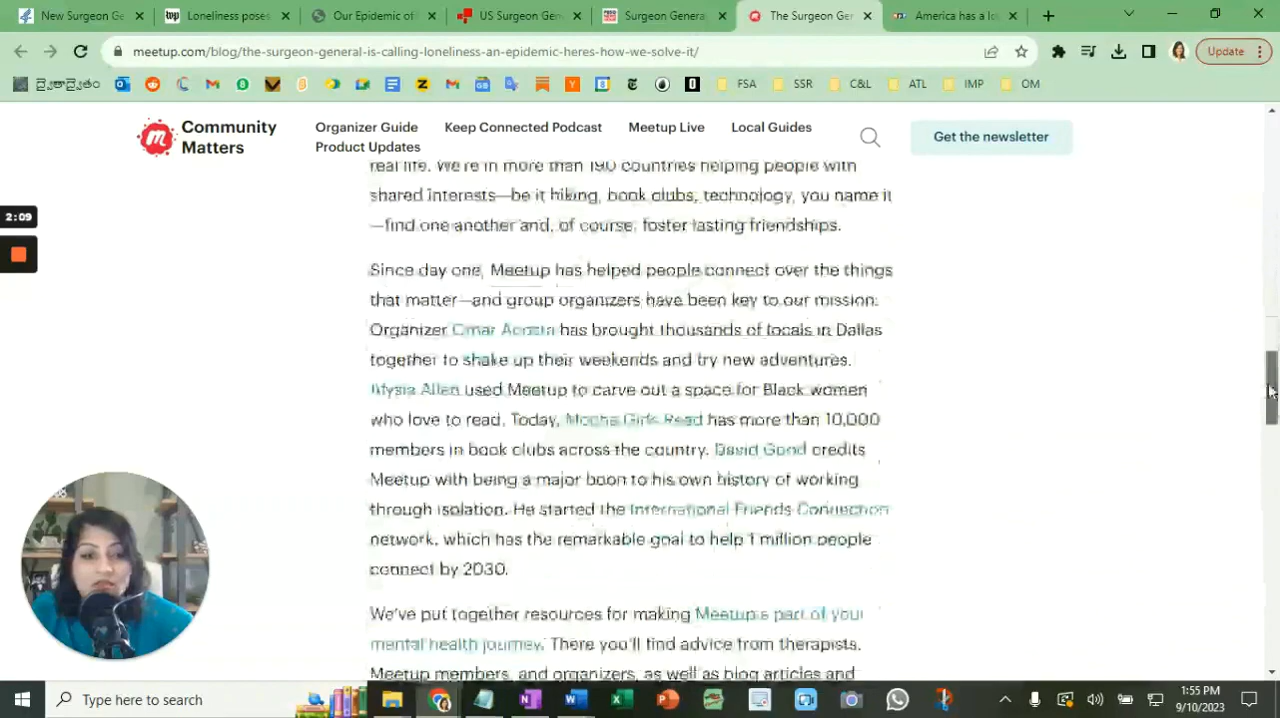 New Surgeon Ge
Loneliness poses
Our Epidemic of
US Surgeon Gen
Surgeon General
The Surgeon Ger
America has a lo
meetup.com/blog/the-surgeon-general-is-calling-loneliness-an-epidemic-heres-how-we-solve-it/
Update
FSA
SSR
C&L
ATL
IMP
OM
Community
Matters
Organizer Guide
Keep Connected Podcast
Meetup Live
Local Guides
Product Updates
Get the newsletter
real life. We're in more than 190 countries helping people with
shared interests—be it hiking, book clubs, technology, you name it
—find one another and, of course, foster lasting friendships.
2:09
Since day one, Meetup has helped people connect over the things
that matter—and group organizers have been key to our mission.
Organizer Omar Acosta has brought thousands of locals in Dallas
together to shake up their weekends and try new adventures.
Alysia Allen used Meetup to carve out a space for Black women
who love to read. Today, Mocha Girls Read has more than 10,000
members in book clubs across the country. David Good credits
Meetup with being a major boon to his own history of working
through isolation. He started the International Friends Connection
network, which has the remarkable goal to help 1 million people
connect by 2030.
We've put together resources for making Meetup a part of your
mental health journey. There you'll find advice from therapists,
Meetup members, and organizers, as well as blog articles and
Type here to search
1:55 PM
9/10/2023